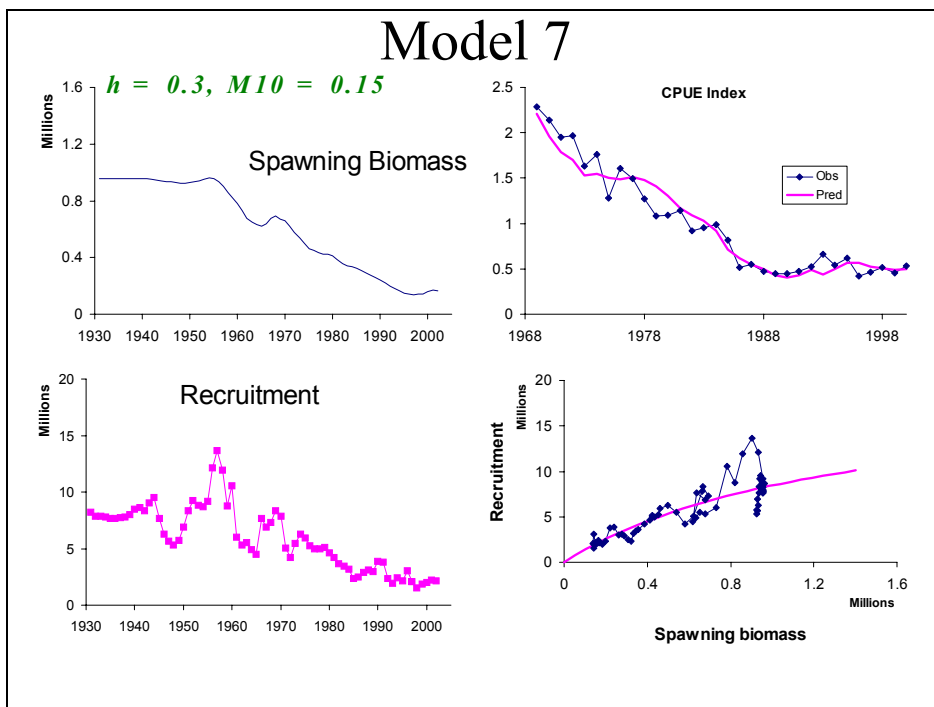 Model 7
h = 0.3, M10 = 0.15
Millions
1.6
1.2
0.8
0.4
0
Spawning Biomass
1930 1940 1950 1960 1970 1980 1990 2000
CPUE Index
2.5
2
1.5
1
0.5
0
Obs
Pred
1968 1978 1988 1998
Millions
20
15
10
5
0
Recruitment
1930 1940 1950 1960 1970 1980 1990 2000
Recruitment
Millions
20
15
10
5
0
0 0.4 0.8 1.2 1.6
Millions
Spawning biomass